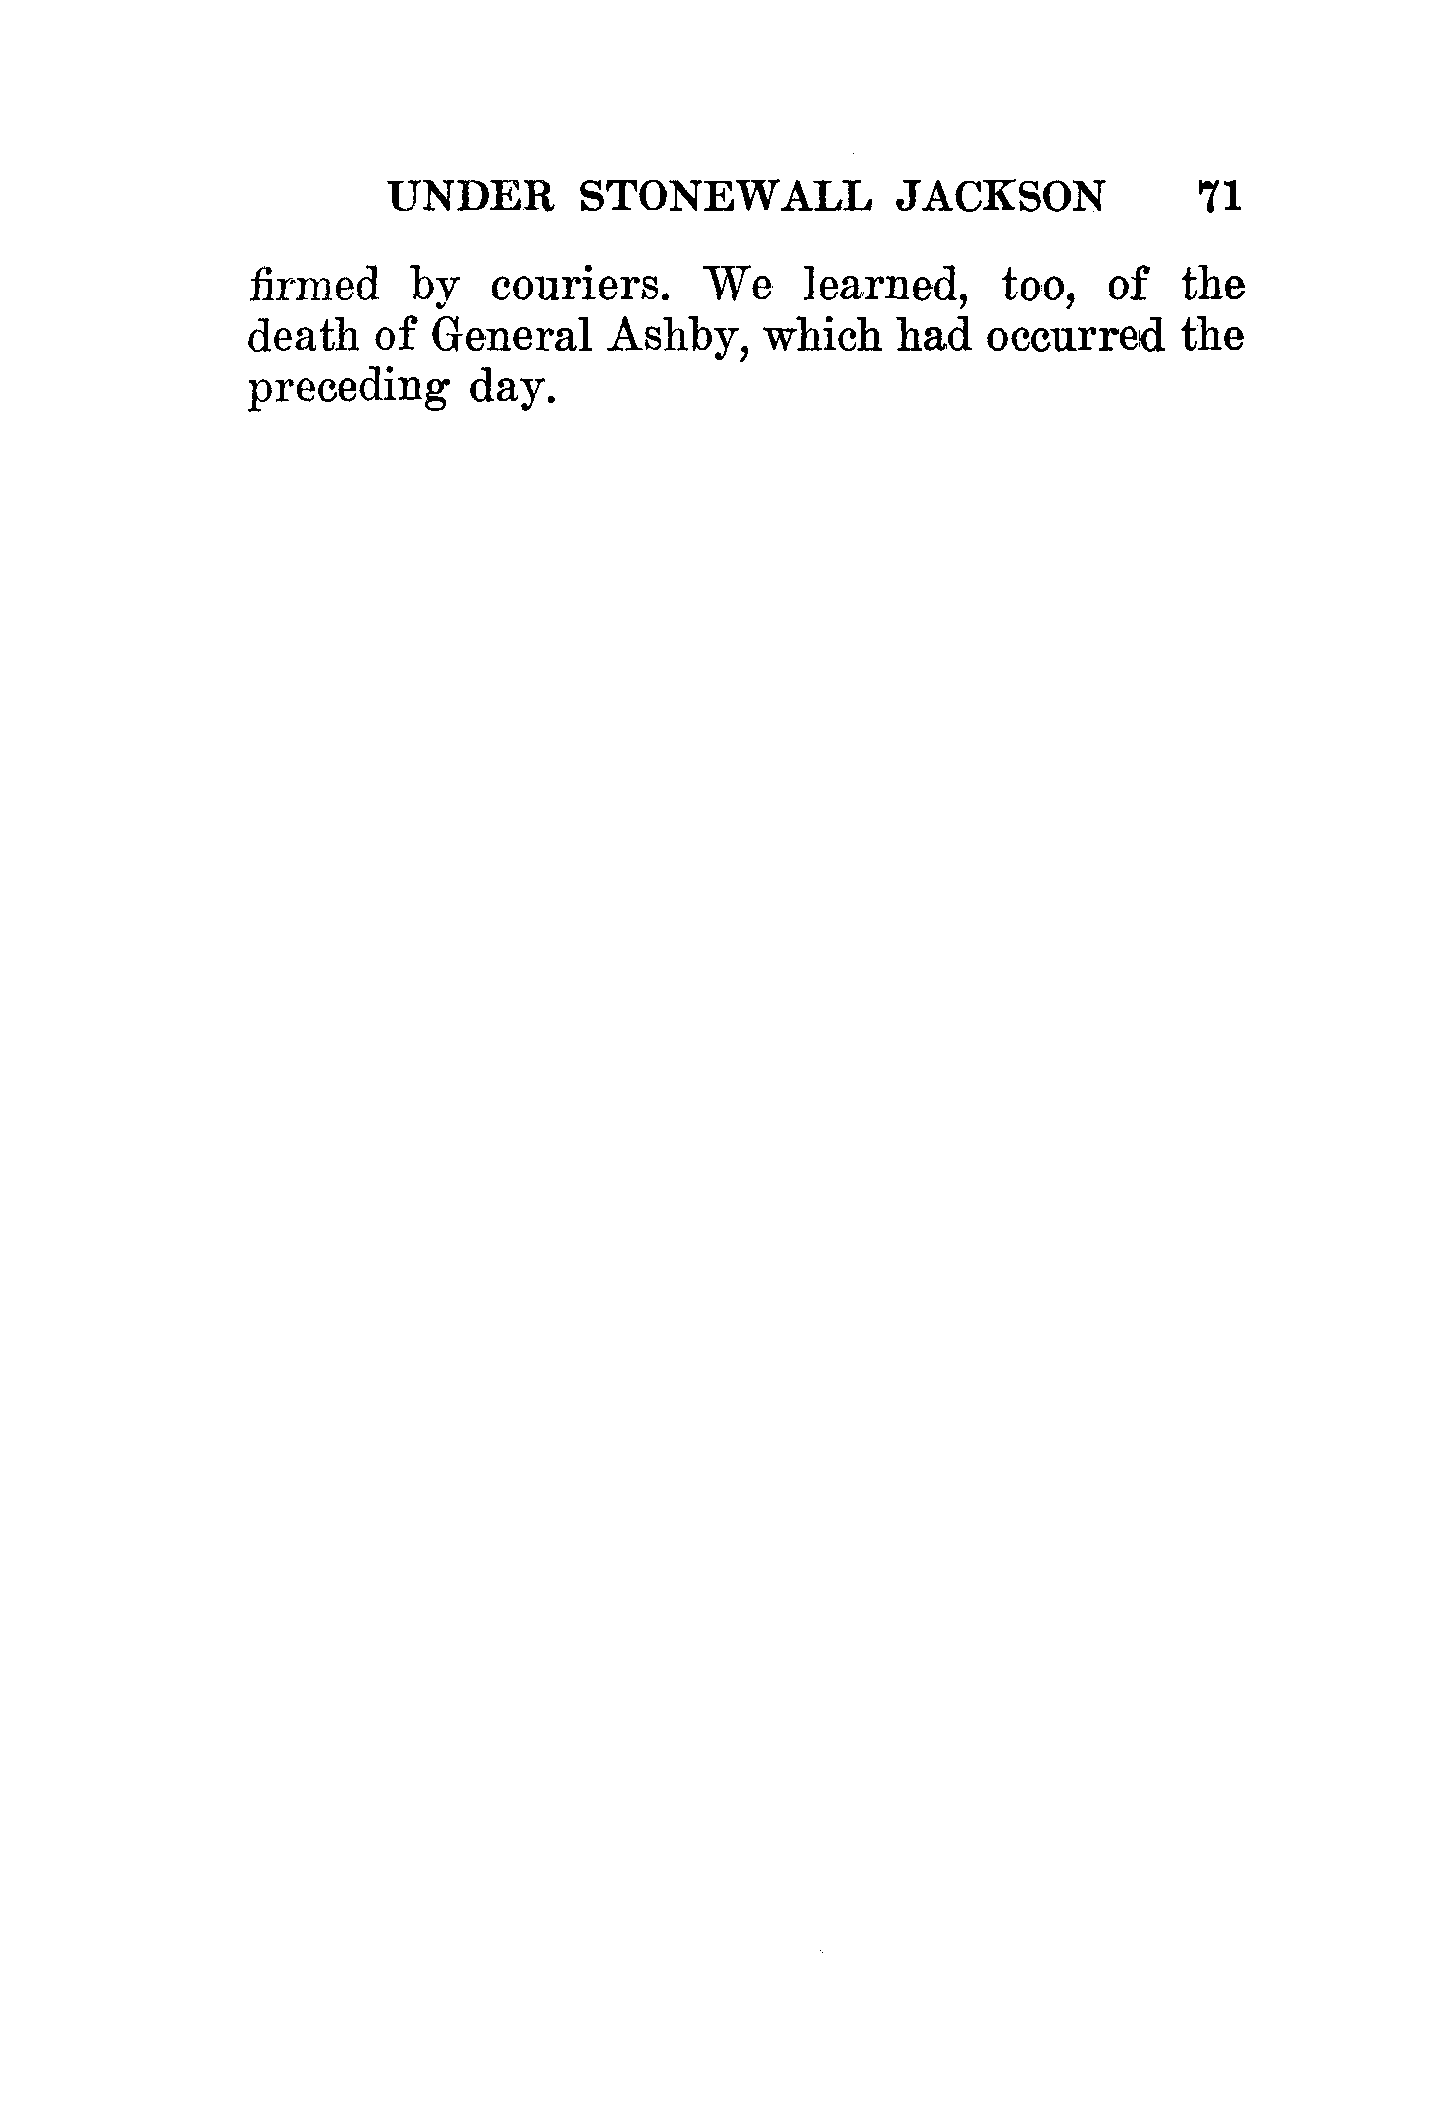 UNDER STONEWALL JACKSON 71
firmed by couriers. We learned, too, of the
death of General Ashby, which had occurred the
preceding day.